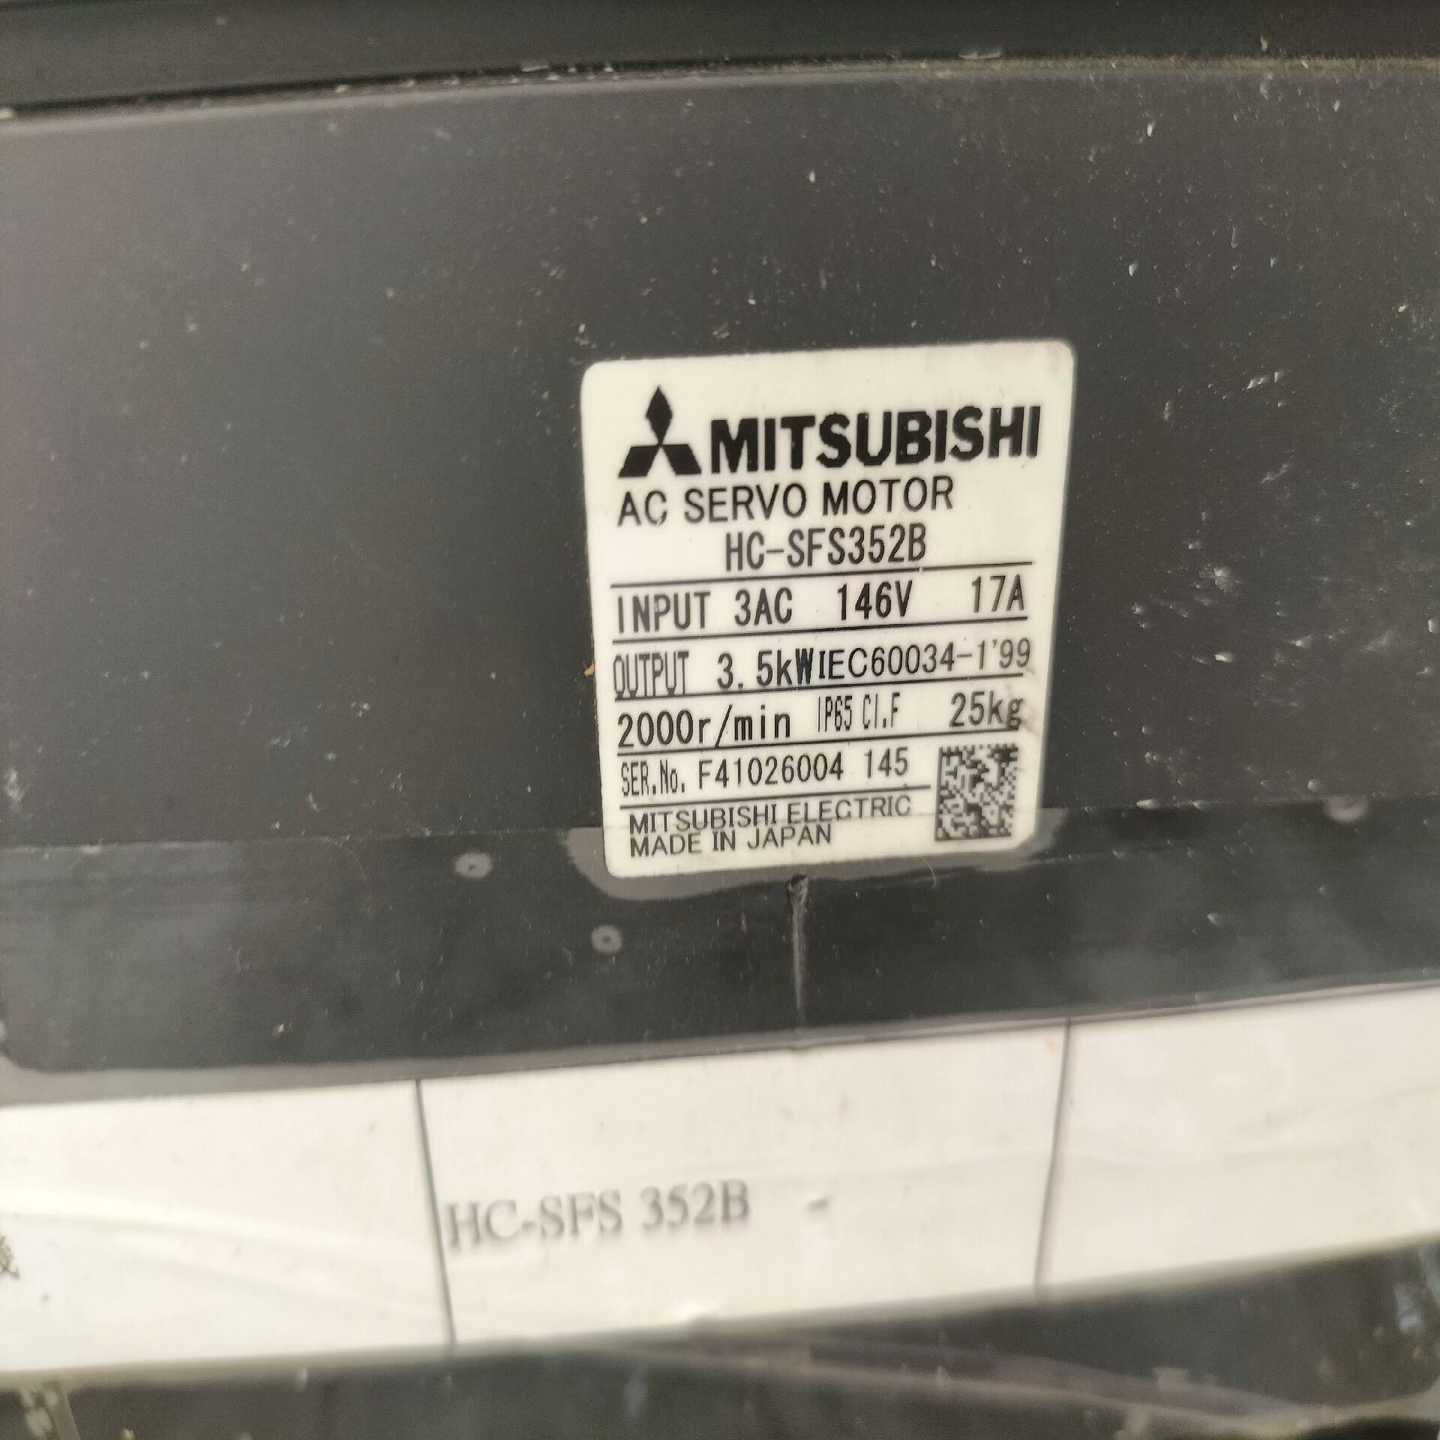 MITSUBISHI
AC SERVO MOTOR
HC-SFS352B
INPUT 3AC 146V 17A
OUTPUT 3.5kW IEC60034-1'99
2000r/min IP65 CI.F 25kg
SER.No. F41026004 145
MITSUBISHI ELECTRIC
MADE IN JAPAN
HC-SFS 352B -